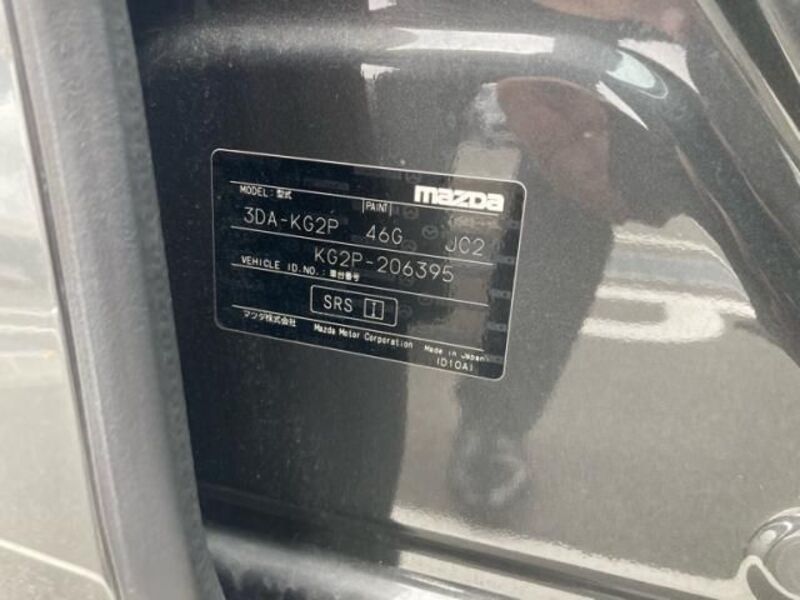 mazda
MODEL: 型式 PAINT
3DA-KG2P 46G JC2
KG2P-206395
VEHICLE ID.NO.: 車台番号
SRS I
マツダ株式会社 Mazda Motor Corporation Made in Japan
ID10A1